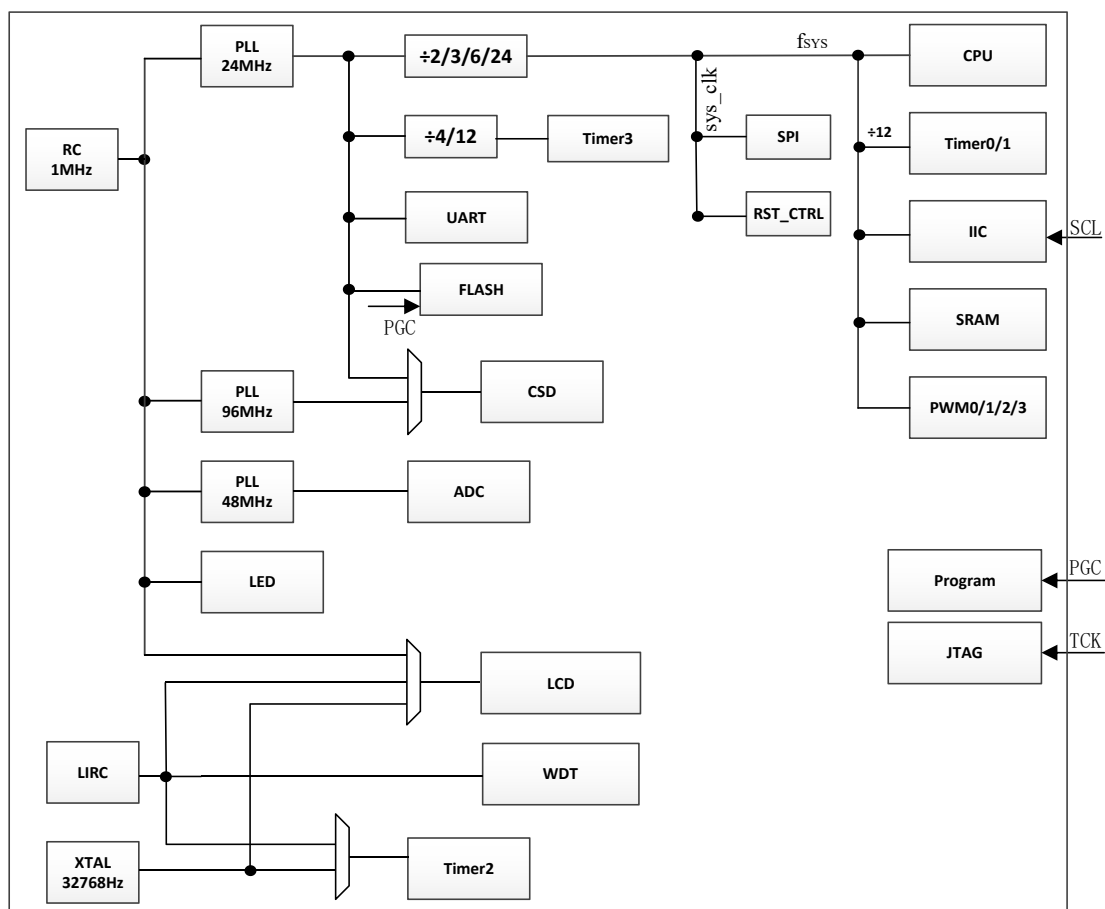 PLL
24MHz
÷2/3/6/24
fSYS
CPU
sys_clk
RC
1MHz
÷4/12
Timer3
SPI
÷12
Timer0/1
UART
RST_CTRL
IIC
SCL
FLASH
PGC
SRAM
PLL
96MHz
CSD
PWM0/1/2/3
PLL
48MHz
ADC
LED
Program
PGC
JTAG
TCK
LCD
LIRC
WDT
XTAL
32768Hz
Timer2